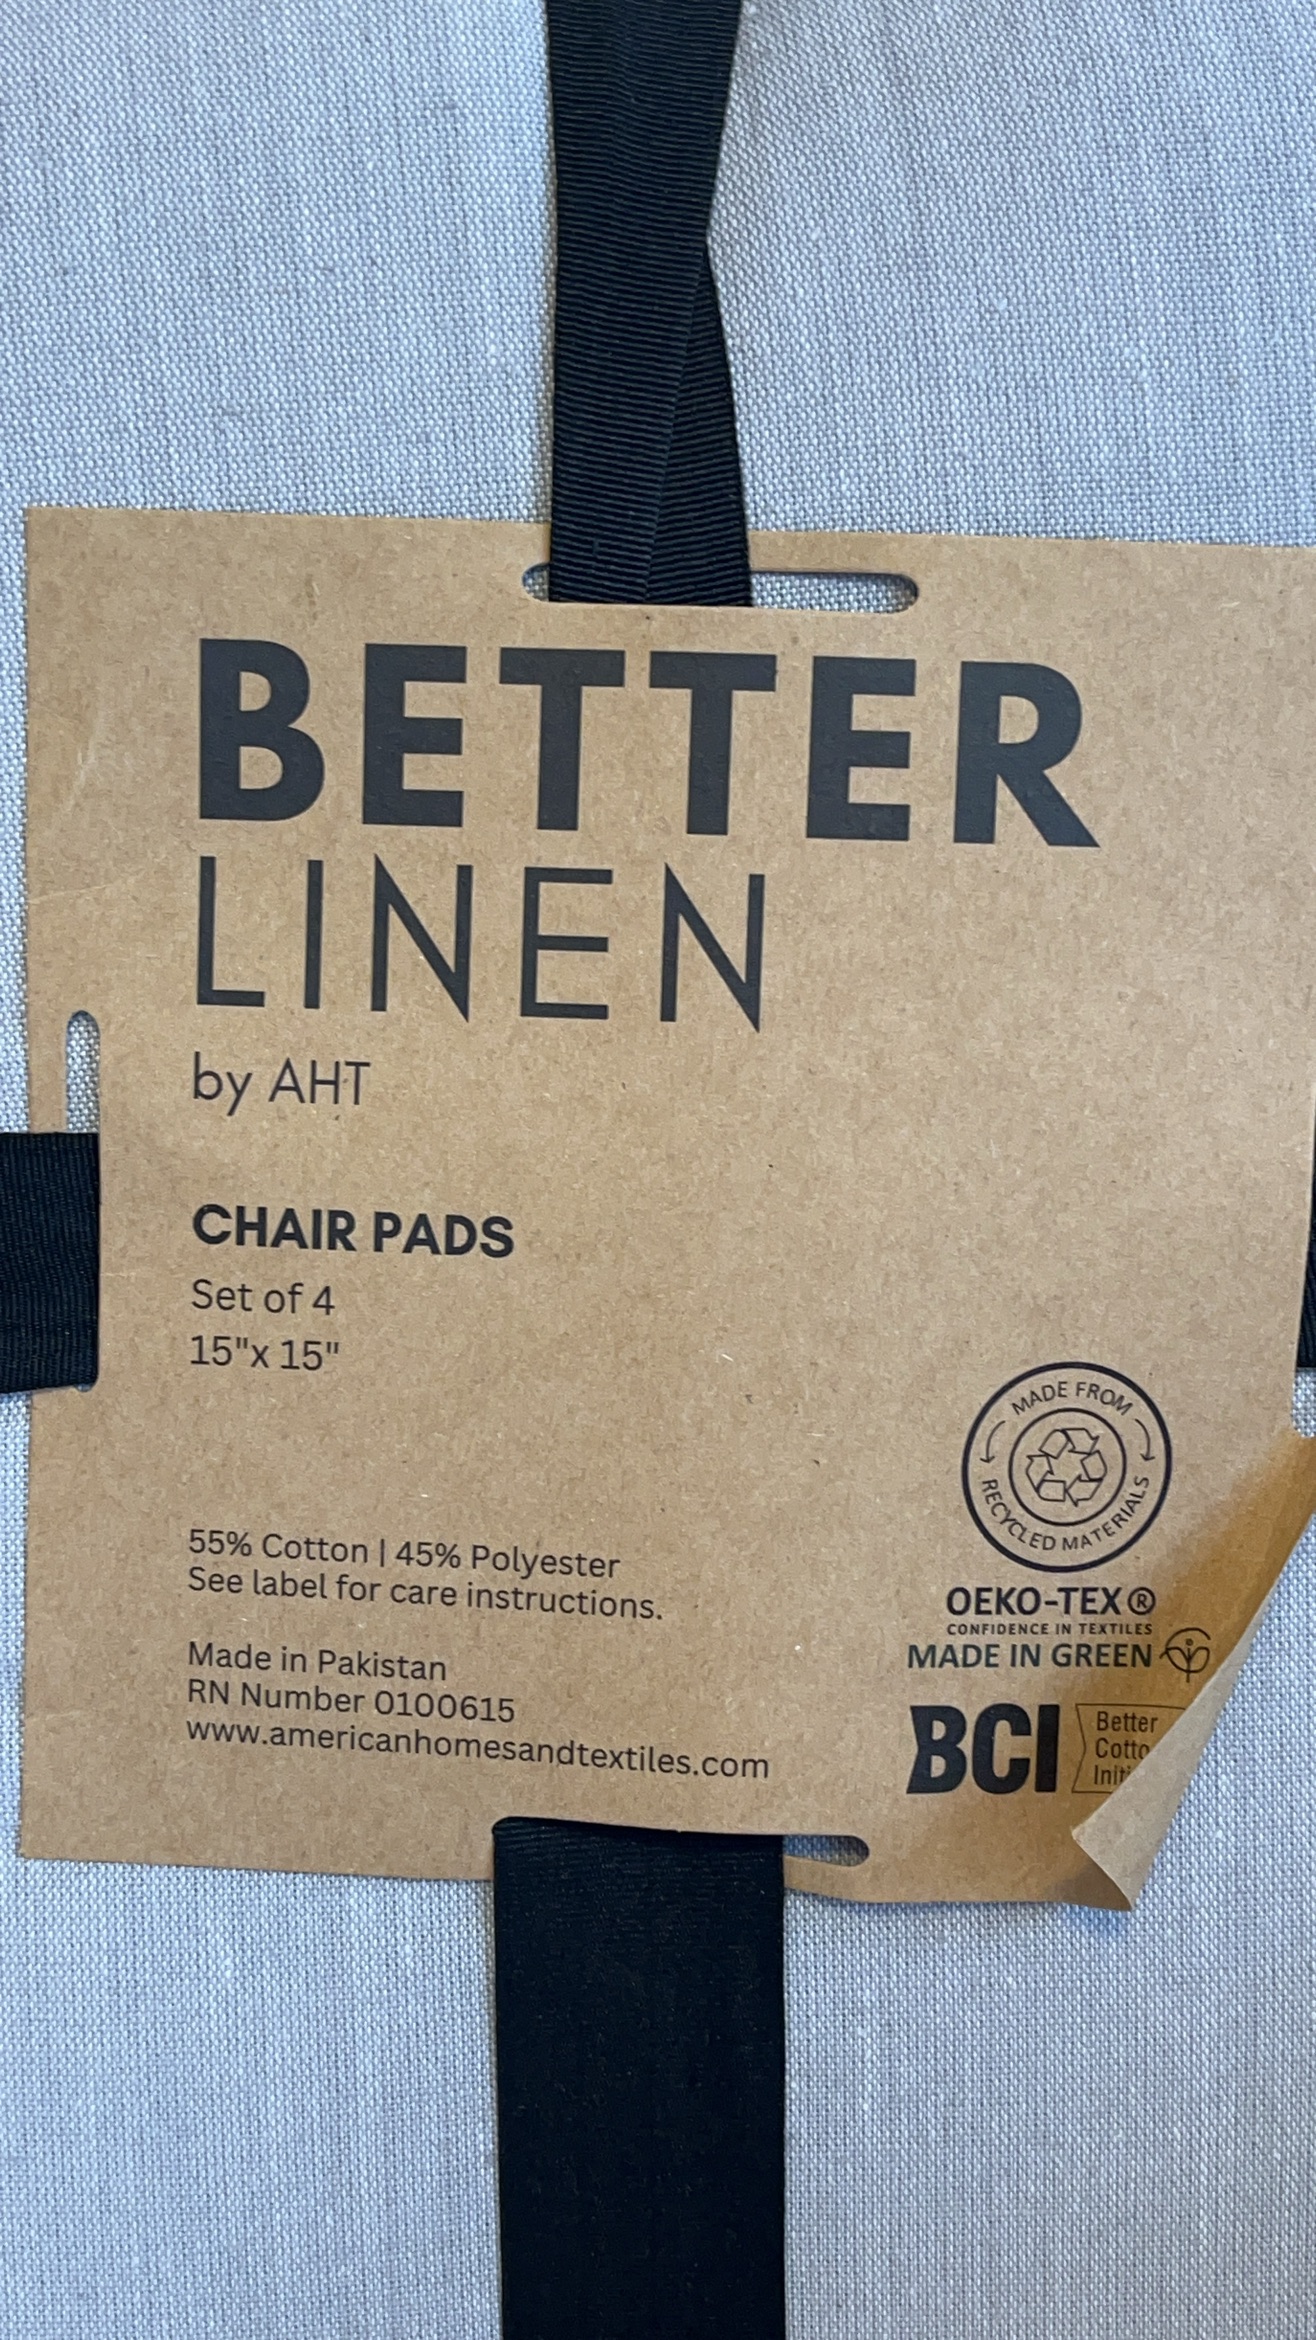 BETTER
LINEN
by AHT
CHAIR PADS
Set of 4
15"x 15"
55% Cotton | 45% Polyester
See label for care instructions.
Made in Pakistan
RN Number 0100615
www.americanhomesandtextiles.com
MADE FROM
RECYCLED MATERIALS
OEKO-TEX®
CONFIDENCE IN TEXTILES
MADE IN GREEN
BCI
Better